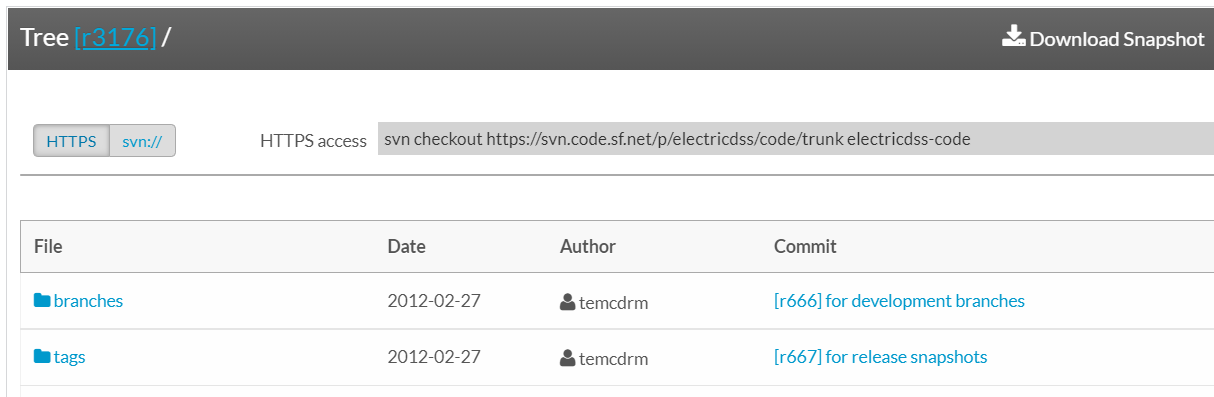 Tree [r3176] /
Download Snapshot
HTTPS svn://
HTTPS access svn checkout https://svn.code.sf.net/p/electricdss/code/trunk electricdss-code
File Date Author Commit
branches 2012-02-27 temcdrm [r666] for development branches
tags 2012-02-27 temcdrm [r667] for release snapshots